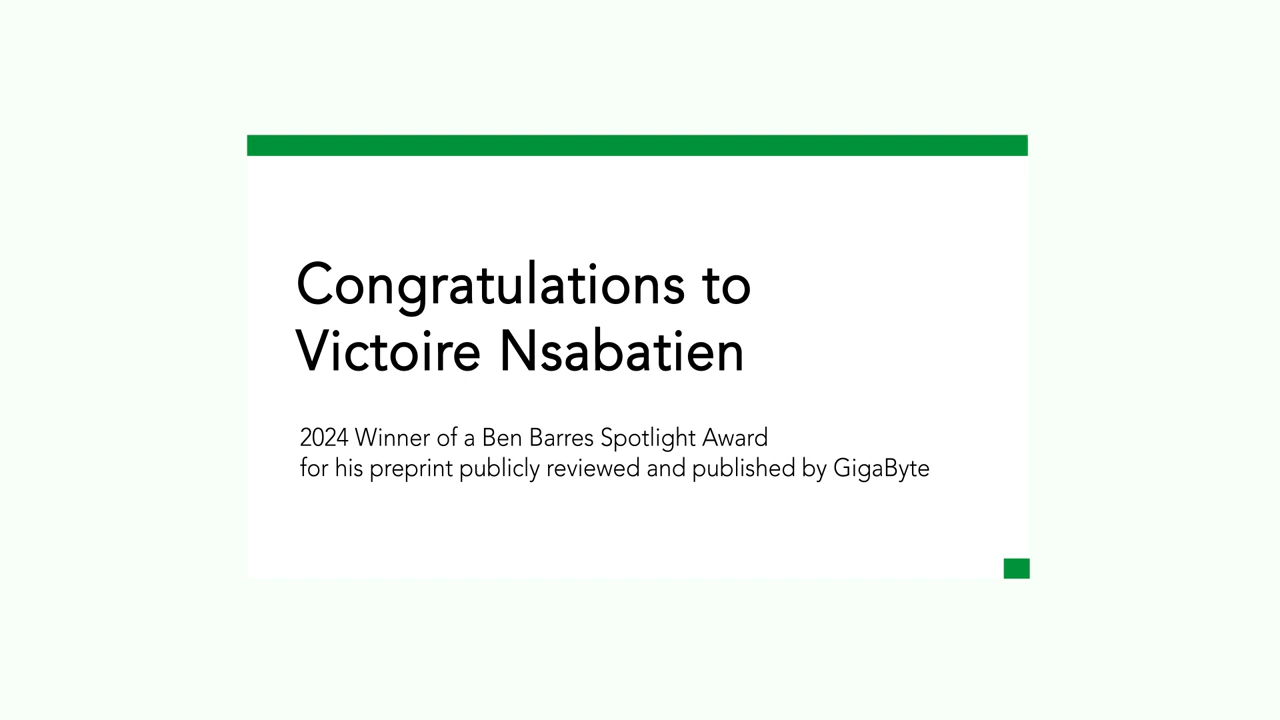 Congratulations to
Victoire Nsabatien
2024 Winner of a Ben Barres Spotlight Award
for his preprint publicly reviewed and published by GigaByte